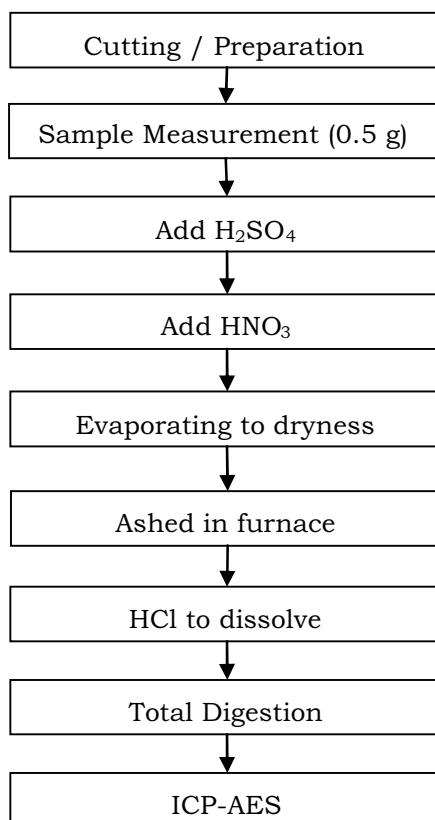 Cutting / Preparation
Sample Measurement (0.5 g)
Add H₂SO₄
Add HNO₃
Evaporating to dryness
Ashed in furnace
HCl to dissolve
Total Digestion
ICP-AES